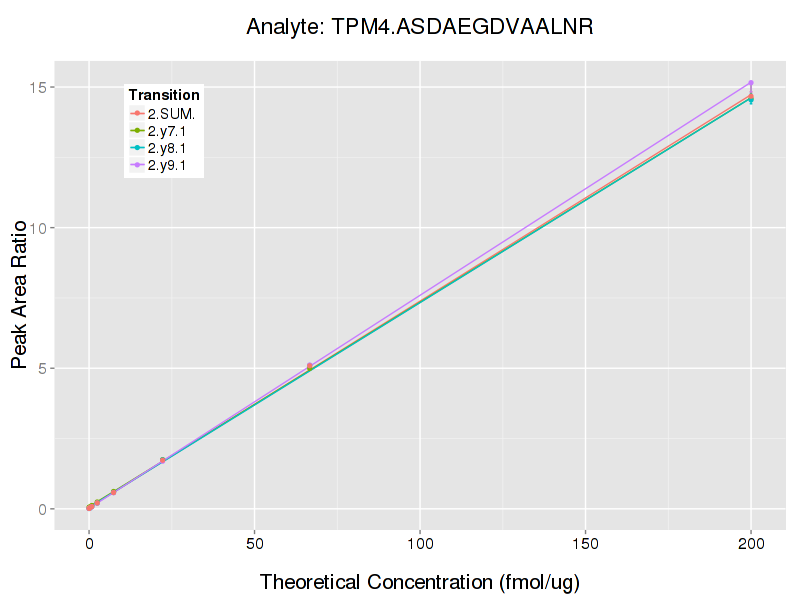 Analyte: TPM4.ASDAEGDVAALNR
Transition
2.SUM.
2.y7.1
2.y8.1
2.y9.1
Peak Area Ratio
15
10
5
0
0 50 100 150 200
Theoretical Concentration (fmol/ug)